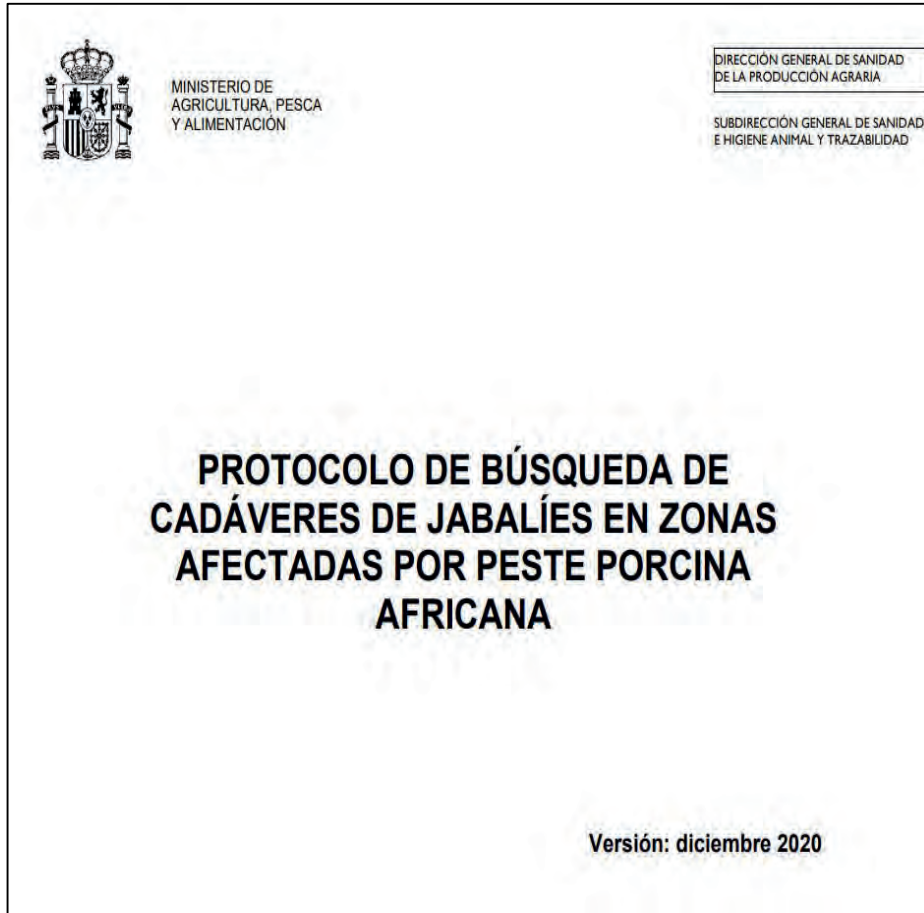 MINISTERIO DE
AGRICULTURA, PESCA
Y ALIMENTACIÓN
DIRECCIÓN GENERAL DE SANIDAD
DE LA PRODUCCIÓN AGRARIA
SUBDIRECCIÓN GENERAL DE SANIDAD
E HIGIENE ANIMAL Y TRAZABILIDAD
PROTOCOLO DE BÚSQUEDA DE
CADÁVERES DE JABALÍES EN ZONAS
AFECTADAS POR PESTE PORCINA
AFRICANA
Versión: diciembre 2020